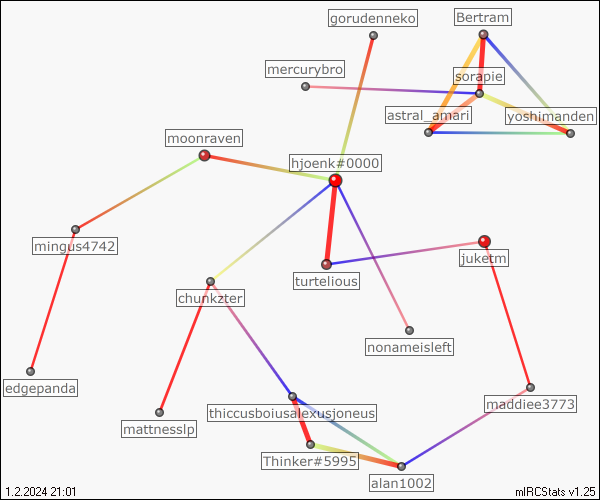 gorudenneko
Bertram
mercurybro
sorapie
astral_amari
yoshimanden
moonraven
hjoenk#0000
mingus4742
juketm
turtelious
chunkzter
nonameisleft
edgepanda
maddiee3773
thiccusboiusalexusjoneus
mattnesslp
Thinker#5995
alan1002
1.2.2024 21:01
mIRCStats v1.25